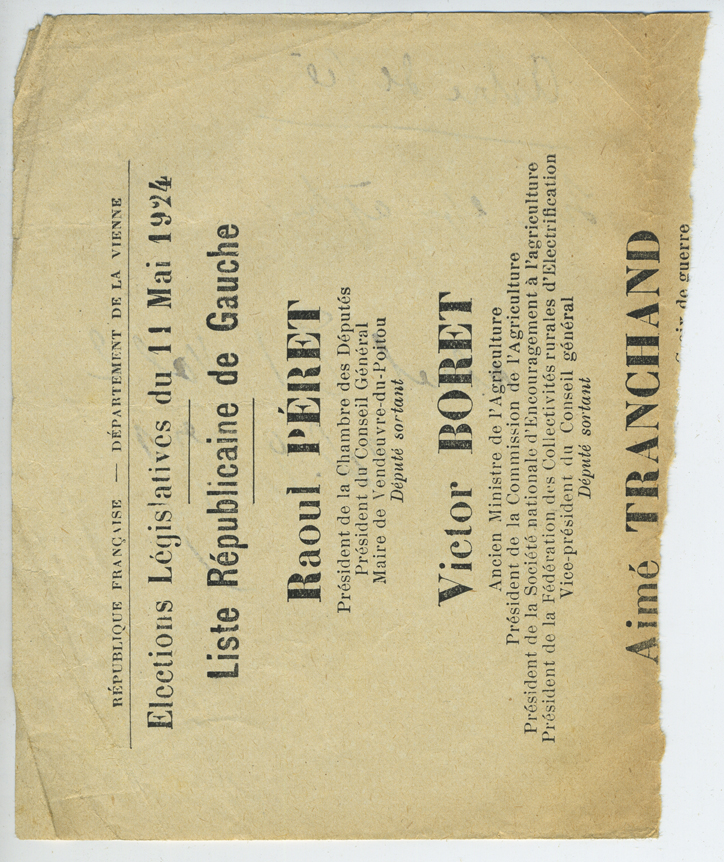 RÉPUBLIQUE FRANÇAISE — DÉPARTEMENT DE LA VIENNE
Elections Législatives du 11 Mai 1924
Liste Républicaine de Gauche
Raoul PÉRET
Président de la Chambre des Députés
Président du Conseil Général
Maire de Vendeuvre-du-Poitou
Député sortant
Victor BORET
Ancien Ministre de l'Agriculture
Président de la Commission de l'Agriculture
Président de la Société nationale d'Encouragement à l'agriculture
Président de la Fédération des Collectivités rurales d'Electrification
Vice-président du Conseil général
Député sortant
Aimé TRANCHAND
de guerre